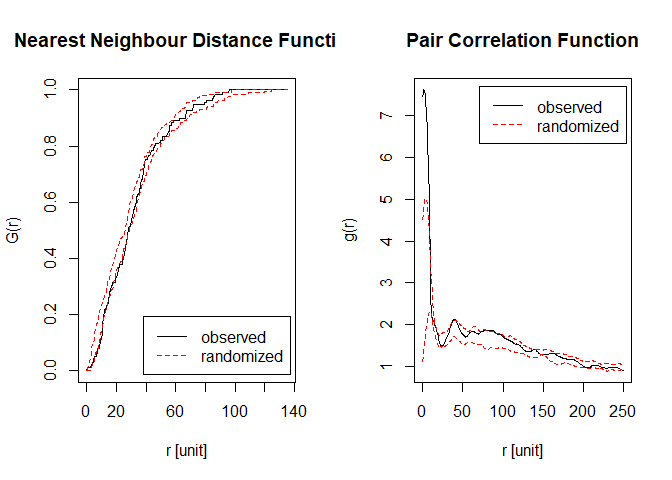 Nearest Neighbour Distance Functi
G(r)
1.0
0.8
0.6
0.4
0.2
0.0
observed
randomized
0 20 60 100 140
r [unit]
Pair Correlation Function
g(r)
7
6
5
4
3
2
1
observed
randomized
0 50 100 150 200 250
r [unit]